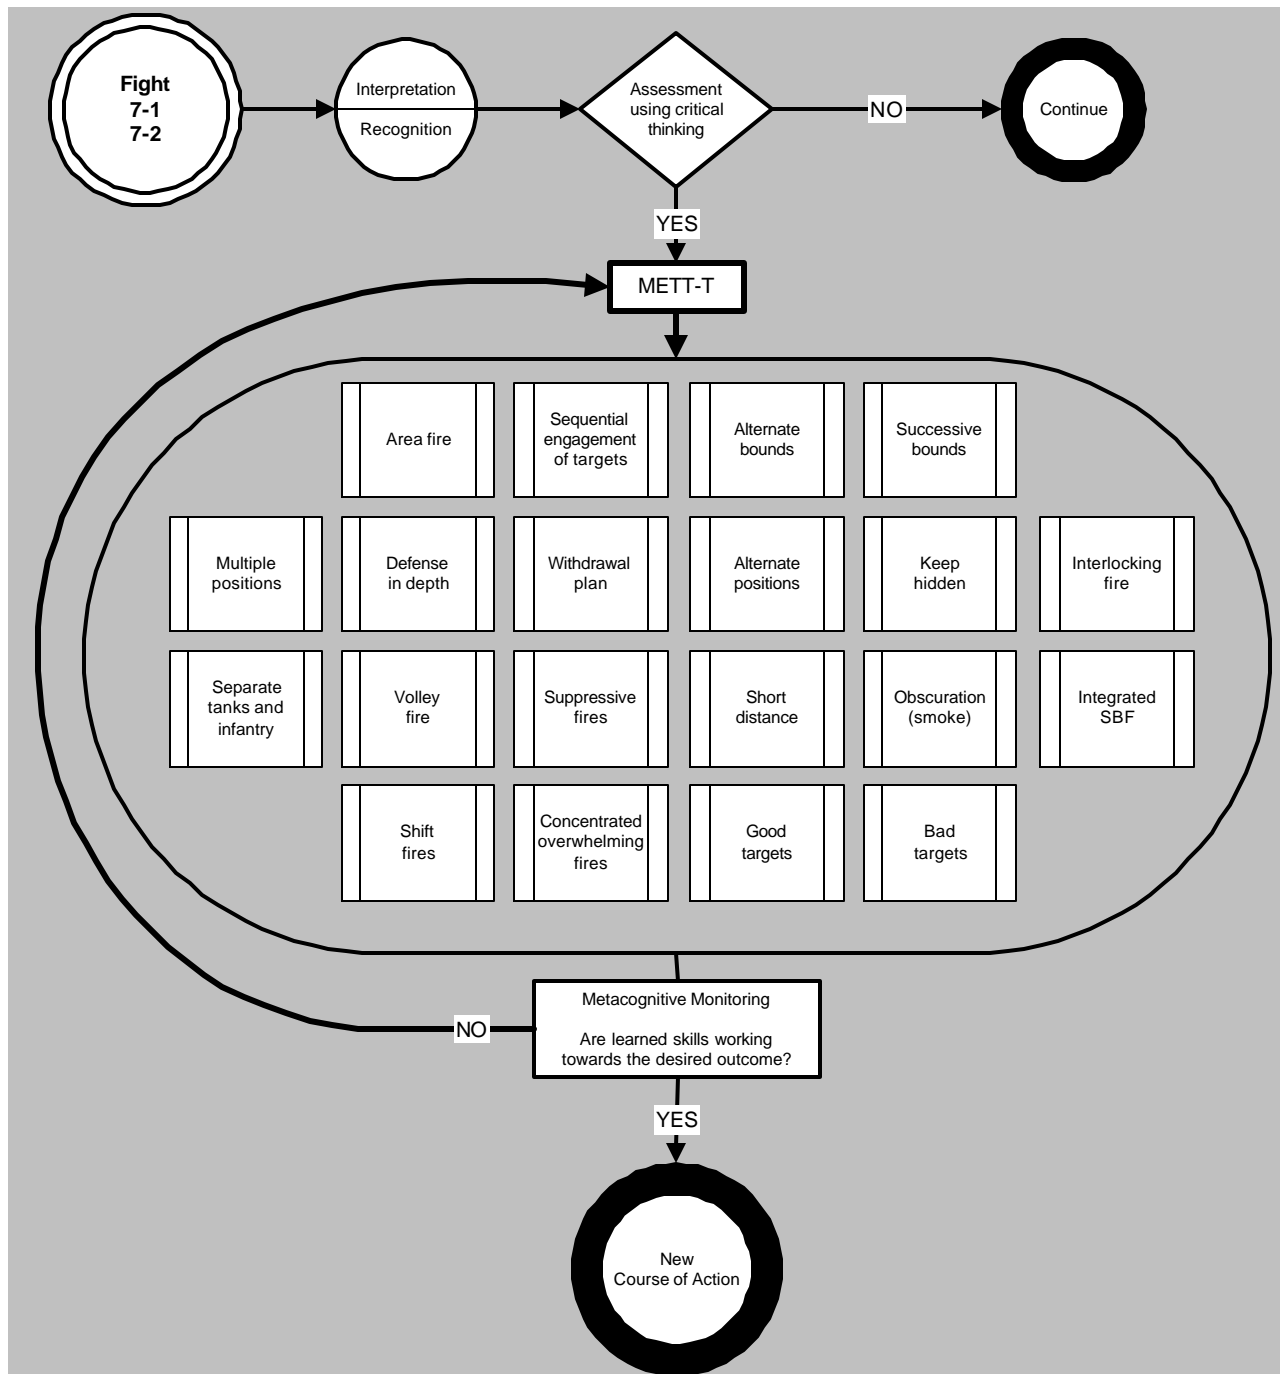 Fight
7-1
7-2
Interpretation
Recognition
Assessment
using critical
thinking
NO
Continue
YES
METT-T
Area fire
Sequential
engagement
of targets
Alternate
bounds
Successive
bounds
Multiple
positions
Defense
in depth
Withdrawal
plan
Alternate
positions
Keep
hidden
Interlocking
fire
Separate
tanks and
infantry
Volley
fire
Suppressive
fires
Short
distance
Obscuration
(smoke)
Integrated
SBF
Shift
fires
Concentrated
overwhelming
fires
Good
targets
Bad
targets
Metacognitive Monitoring
Are learned skills working
towards the desired outcome?
NO
YES
New
Course of Action